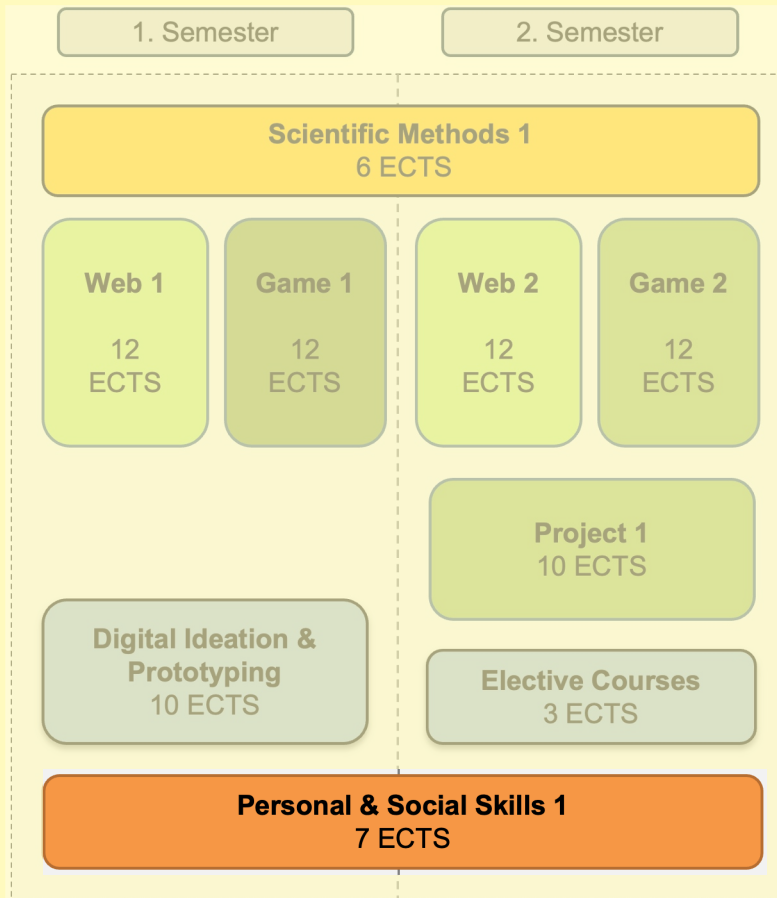 1. Semester
2. Semester
Scientific Methods 1
6 ECTS
Web 1
12
ECTS
Game 1
12
ECTS
Web 2
12
ECTS
Game 2
12
ECTS
Project 1
10 ECTS
Digital Ideation &
Prototyping
10 ECTS
Elective Courses
3 ECTS
Personal & Social Skills 1
7 ECTS